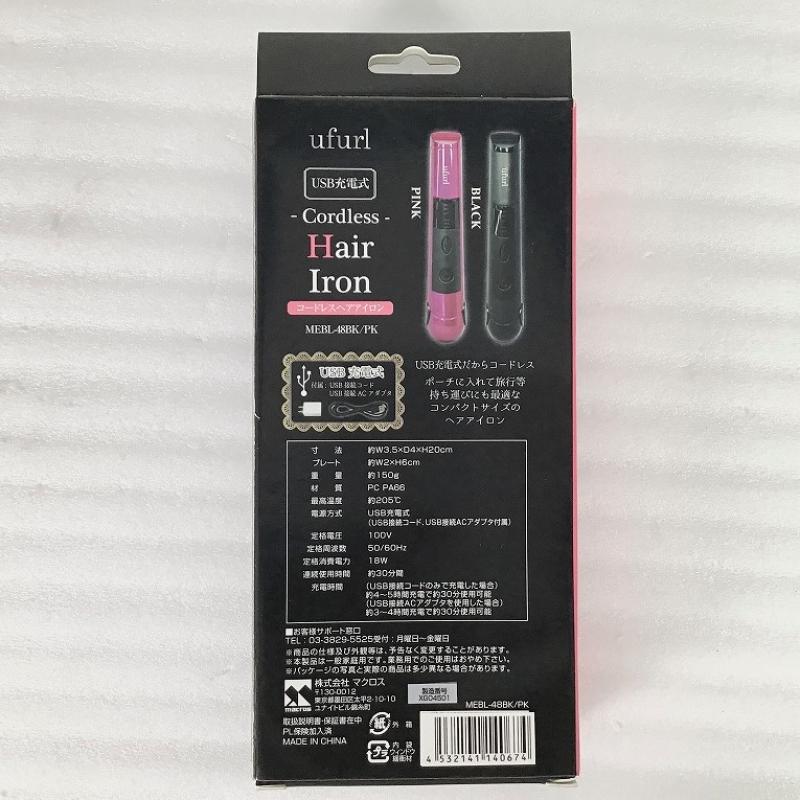 ufurl
USB充電式
- Cordless -
Hair
Iron
コードレスヘアアイロン
MEBL-48BK/PK
PINK
ufurl
BLACK
ufurl
USB 充電式
付属：USB 接続コード
USB 接続 AC アダプタ
USB充電式だからコードレス
ポーチに入れて旅行等
持ち運びにも最適な
コンパクトサイズの
ヘアアイロン
寸法 約W3.5×D4×H20cm
プレート 約W2×H6cm
重量 約150g
材質 PC PA66
最高温度 約205℃
電源方式 USB充電式
（USB接続コード、USB接続ACアダプタ付属）
定格電圧 100V
定格周波数 50/60Hz
定格消費電力 18W
連続使用時間 約30分間
充電時間 （USB接続コードのみで充電した場合）
約4～5時間充電で約30分使用可能
（USB接続ACアダプタを使用した場合）
約3～4時間充電で約30分使用可能
■お客様サポート窓口
TEL：03-3829-5525受付：月曜日～金曜日
※商品の仕様及び外観等は、予告なく変更することがあります。
※本製品は一般家庭用です。業務用でのご使用はおやめ下さい。
※パッケージの写真と実際の商品は多少異なる場合があります。
macros
株式会社 マクロス
〒130-0012
東京都墨田区太平2-10-10
ユナイトビル錦糸町
製造番号
XG04601
取扱説明書・保証書在中
PL保険加入済
MADE IN CHINA
紙 外箱
プラ 内袋
ウィンドウ
緩衝材
MEBL-48BK/PK
4 532141 140674